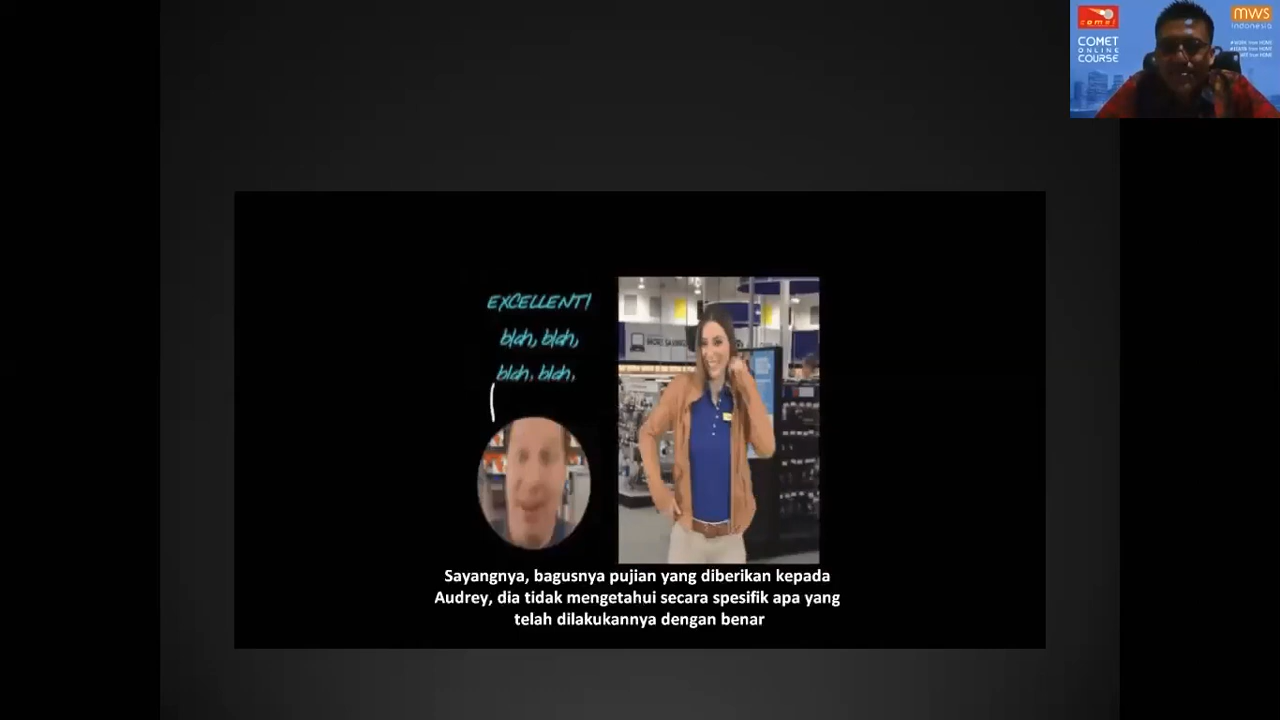 comet
COMET
ONLINE
COURSE
mws
indonesia
EXCELLENT!
blah, blah,
blah, blah,
Sayangnya, bagusnya pujian yang diberikan kepada
Audrey, dia tidak mengetahui secara spesifik apa yang
telah dilakukannya dengan benar